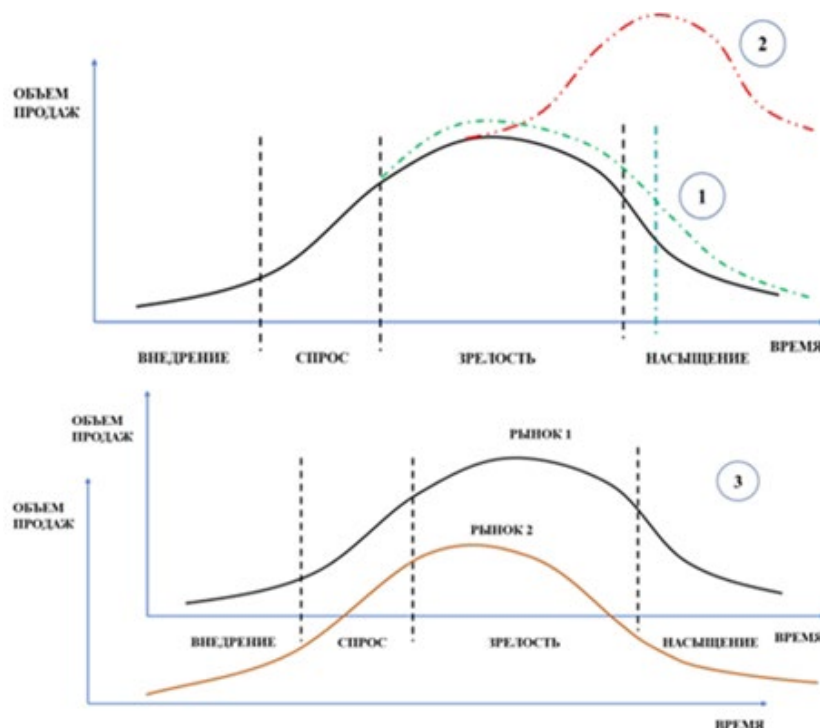 2
ОБЪЕМ
ПРОДАЖ
1
ВНЕДРЕНИЕ
СПРОС
ЗРЕЛОСТЬ
НАСЫЩЕНИЕ
ВРЕМЯ
ОБЪЕМ
ПРОДАЖ
РЫНОК 1
3
ОБЪЕМ
ПРОДАЖ
РЫНОК 2
ВНЕДРЕНИЕ
СПРОС
ЗРЕЛОСТЬ
НАСЫЩЕНИЕ
ВРЕМЯ
ВРЕМЯ